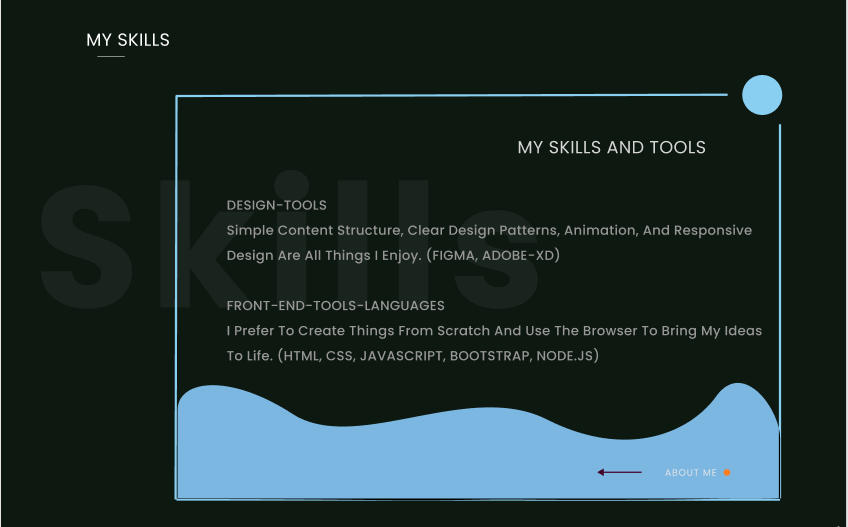 MY SKILLS
MY SKILLS AND TOOLS
Skills
DESIGN-TOOLS
Simple Content Structure, Clear Design Patterns, Animation, And Responsive
Design Are All Things I Enjoy. (FIGMA, ADOBE-XD)
FRONT-END-TOOLS-LANGUAGES
I Prefer To Create Things From Scratch And Use The Browser To Bring My Ideas
To Life. (HTML, CSS, JAVASCRIPT, BOOTSTRAP, NODE.JS)
ABOUT ME